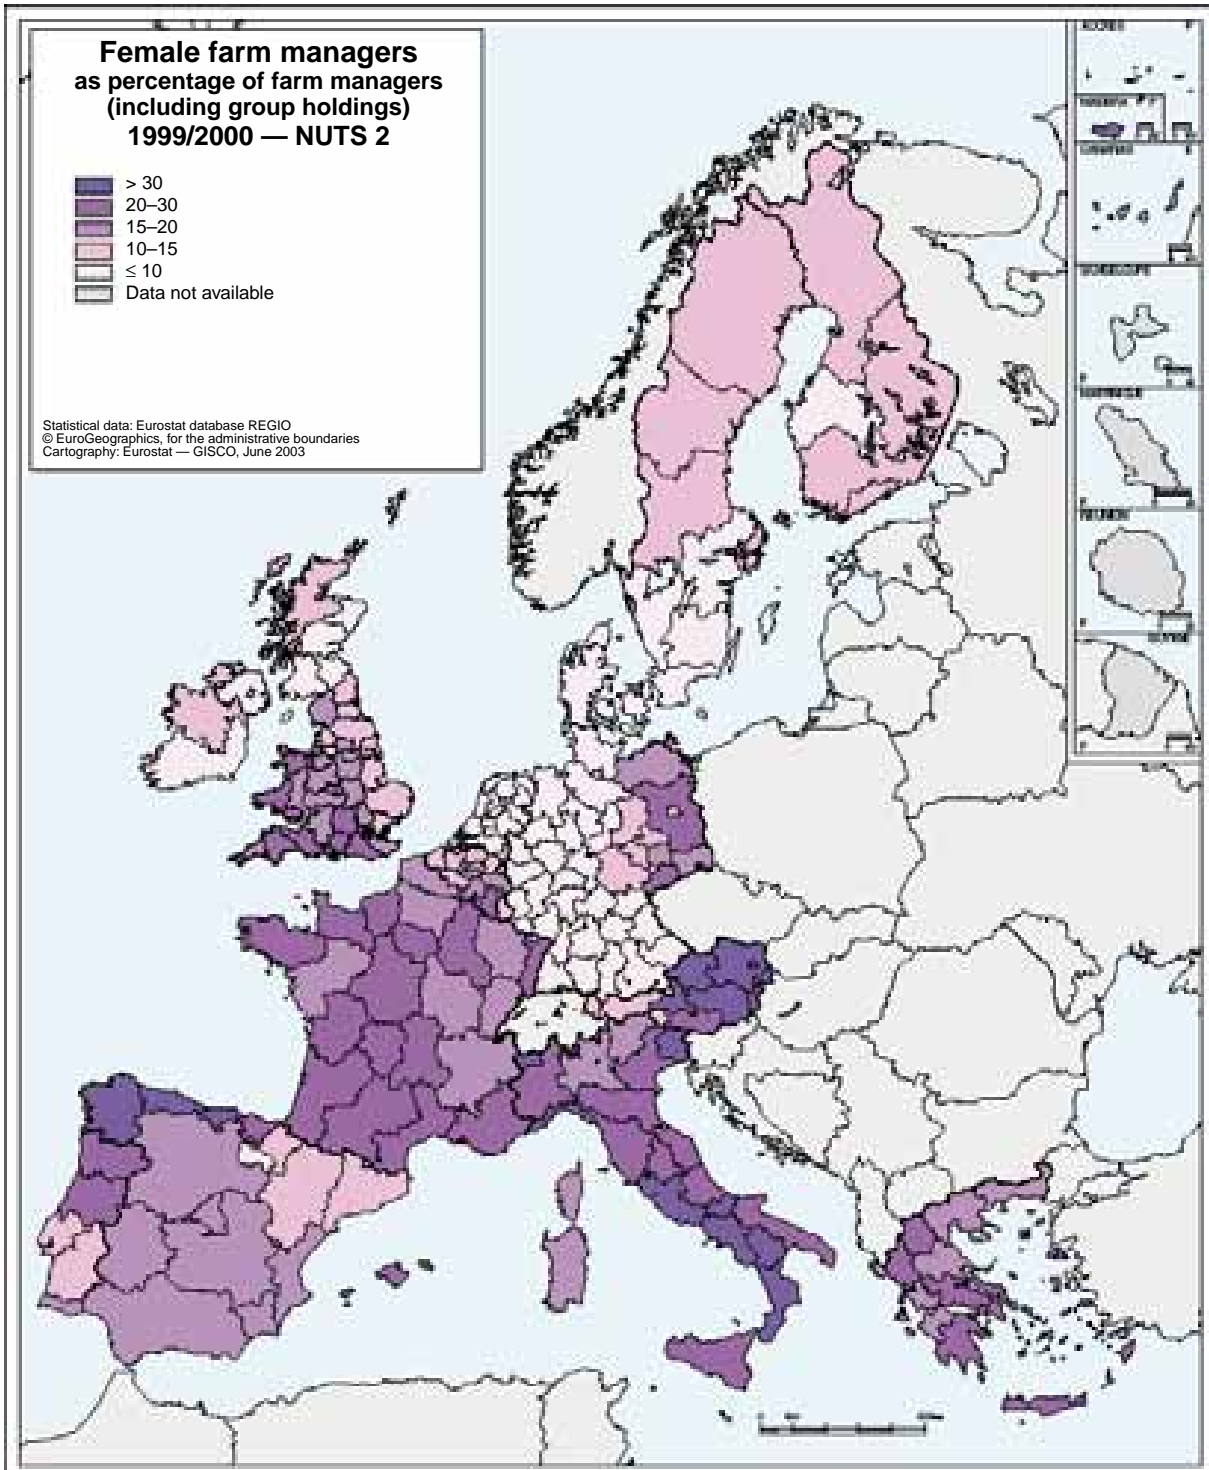 Female farm managers
as percentage of farm managers
(including group holdings)
1999/2000 — NUTS 2
> 30
20–30
15–20
10–15
≤ 10
Data not available
Statistical data: Eurostat database REGIO
© EuroGeographics, for the administrative boundaries
Cartography: Eurostat — GISCO, June 2003